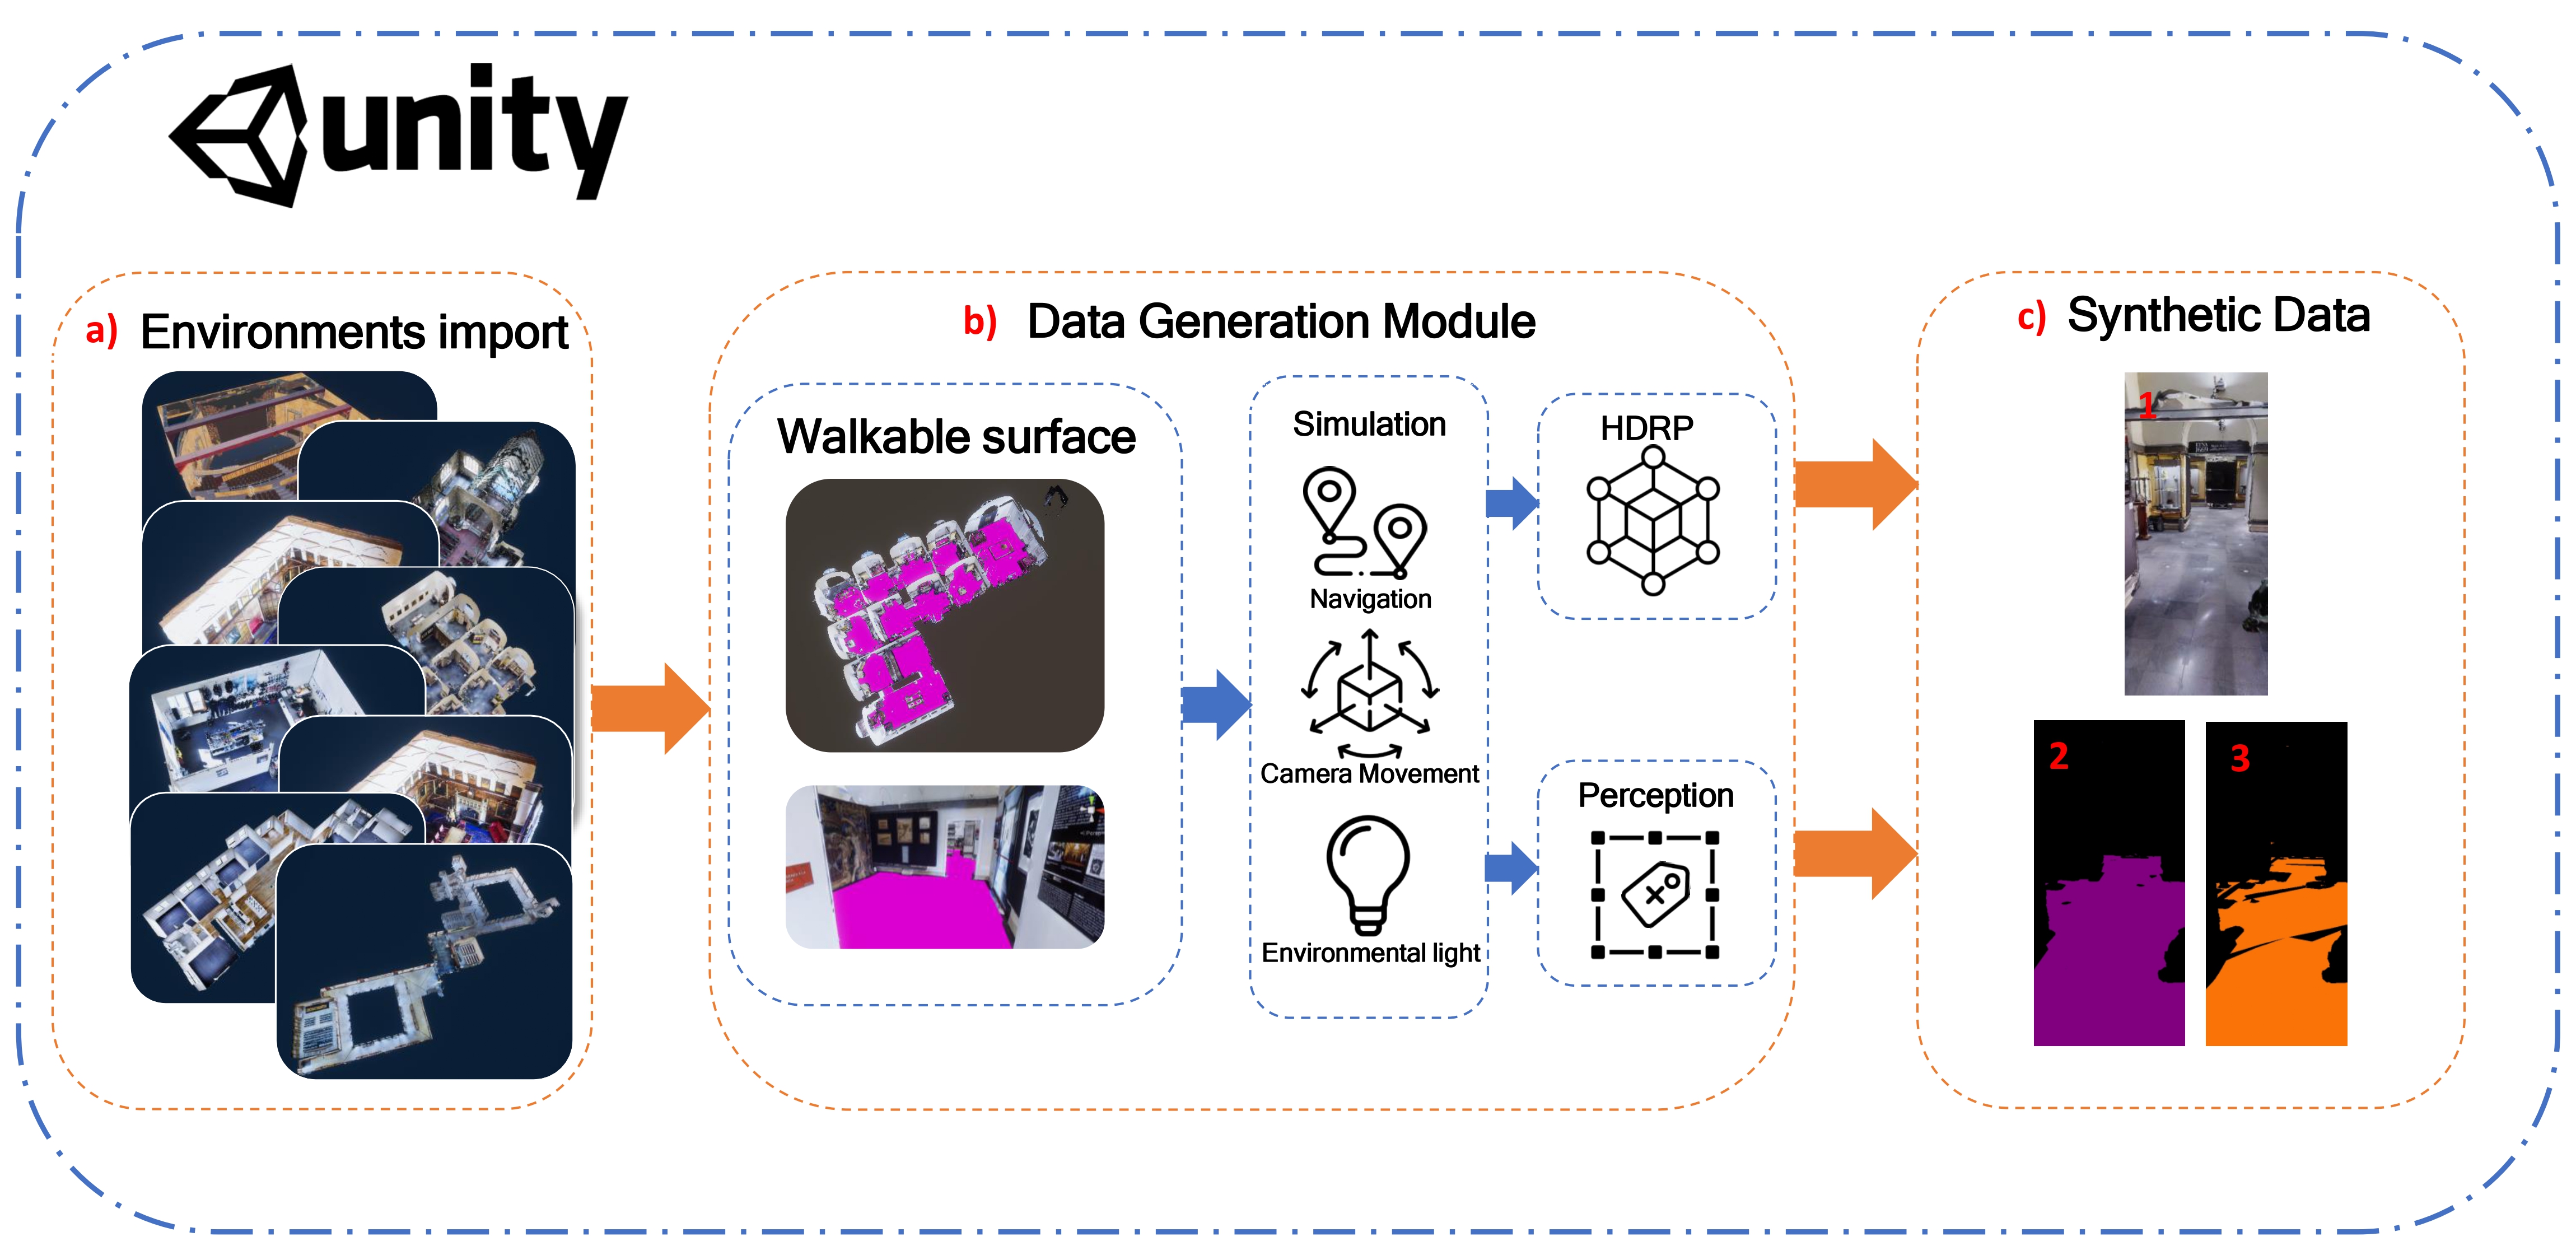 unity
a) Environments import
b) Data Generation Module
Walkable surface
Simulation
Navigation
Camera Movement
Environmental light
HDRP
Perception
c) Synthetic Data
1
2
3